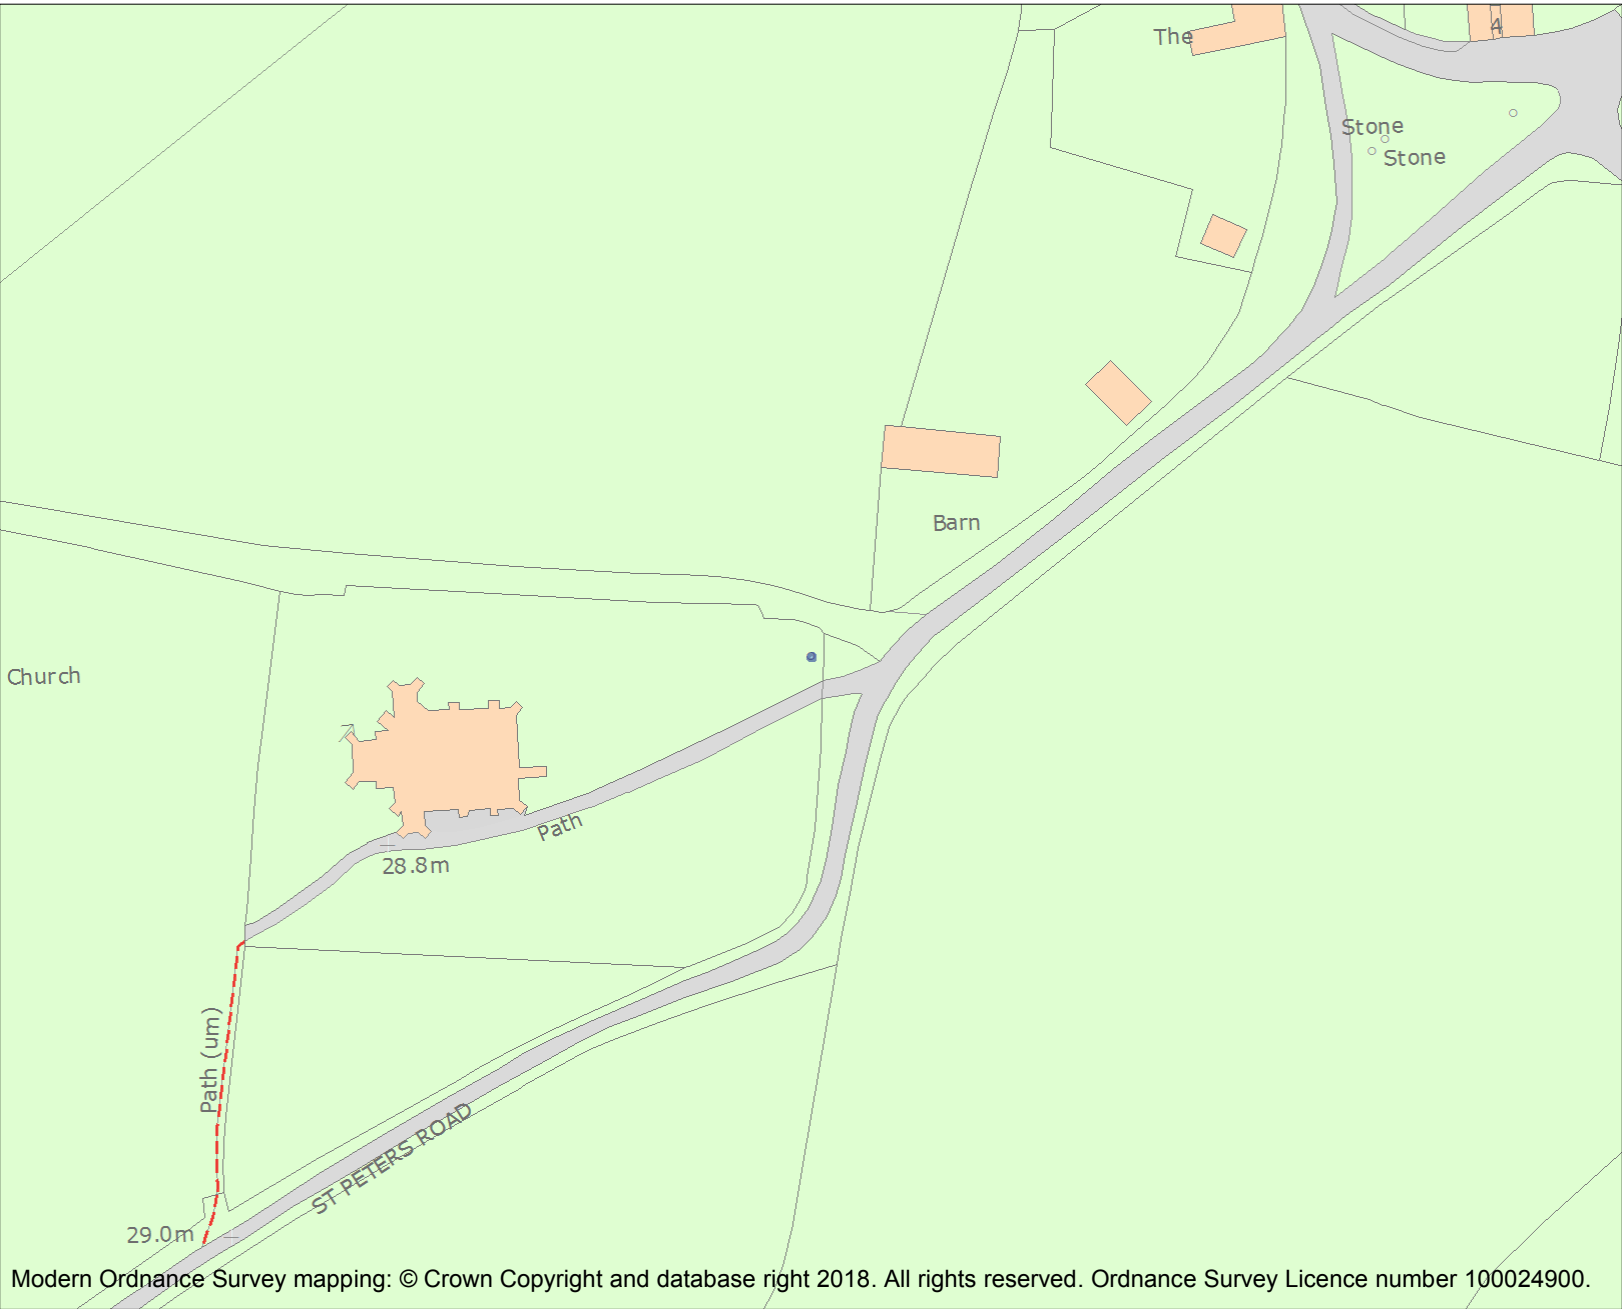 The
4
Stone
Stone
Barn
Church
Path
28.8m
Path (um)
ST PETERS ROAD
29.0m
Modern Ordnance Survey mapping: © Crown Copyright and database right 2018. All rights reserved. Ordnance Survey Licence number 100024900.